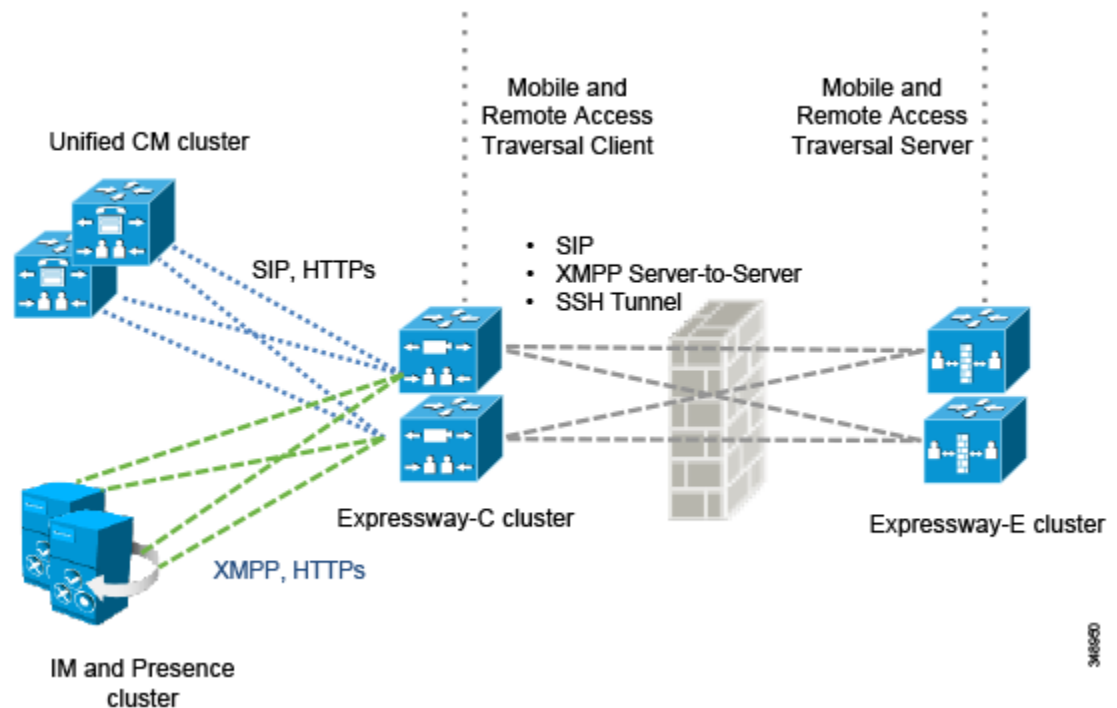 Mobile and
Remote Access
Traversal Client
Mobile and
Remote Access
Traversal Server
Unified CM cluster
SIP, HTTPs
• SIP
• XMPP Server-to-Server
• SSH Tunnel
Expressway-C cluster
Expressway-E cluster
XMPP, HTTPs
IM and Presence
cluster
348960